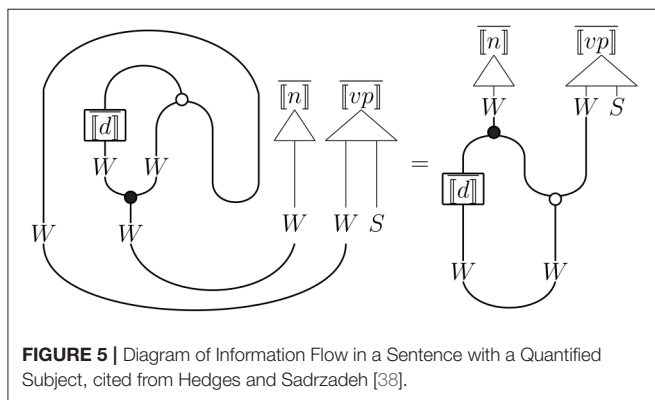 [[n]] [[vp]] [[n]] [[vp]]
[[d]] W W S
W W = [[d]]
W W W W S W W
FIGURE 5 | Diagram of Information Flow in a Sentence with a Quantified
Subject, cited from Hedges and Sadrzadeh [38].